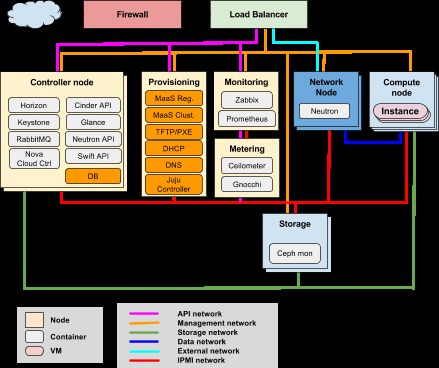 Firewall
Load Balancer
Controller node
Horizon
Cinder API
Keystone
Glance
RabbitMQ
Neutron API
Nova
Cloud Ctrl
Swift API
DB
Provisioning
MaaS Reg.
MaaS Clust.
TFTP/PXE
DHCP
DNS
Juju
Controller
Monitoring
Zabbix
Prometheus
Metering
Ceilometer
Gnocchi
Network
Node
Neutron
Compute
node
Instance
Storage
Ceph mon
Node
Container
VM
API network
Management network
Storage network
Data network
External network
IPMI network